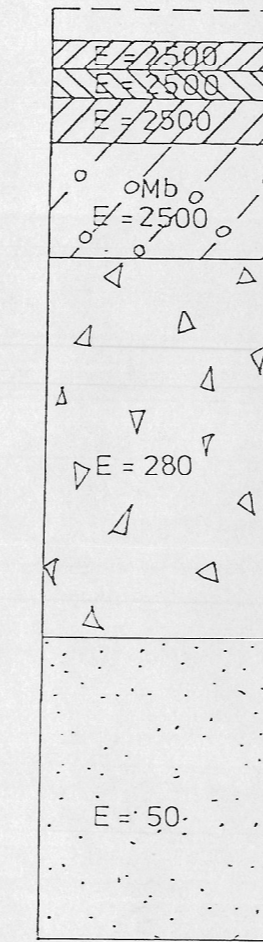 E = 2500
E = 2500
E = 2500
Mb
E = 2500
E = 280
E = 50